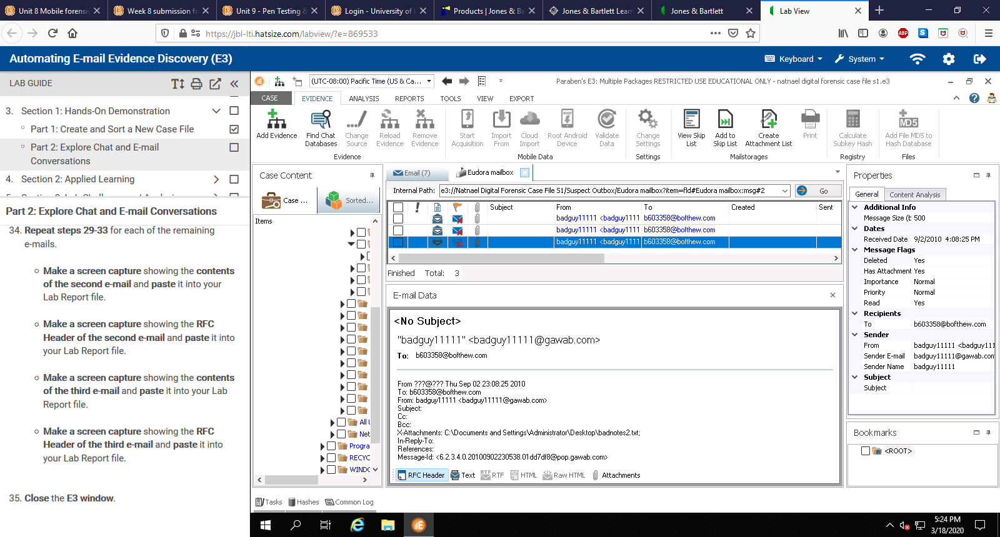 Unit 8 Mobile forensic
Week 8 submission fo
Unit 9 - Pen Testing &
Login - University of
Products | Jones & Ba
Jones & Bartlett Learn
Jones & Bartlett
Lab View
https://jbl-lti.hatsize.com/labview/?e=869533
ABP
Automating E-mail Evidence Discovery (E3)
Keyboard
System
LAB GUIDE
3. Section 1: Hands-On Demonstration
Part 1: Create and Sort a New Case File
Part 2: Explore Chat and E-mail
Conversations
4. Section 2: Applied Learning
Part 2: Explore Chat and E-mail Conversations
34. Repeat steps 29-33 for each of the remaining
e-mails.
Make a screen capture showing the contents
of the second e-mail and paste it into your
Lab Report file.
Make a screen capture showing the RFC
Header of the second e-mail and paste it into
your Lab Report file.
Make a screen capture showing the contents
of the third e-mail and paste it into your Lab
Report file.
Make a screen capture showing the RFC
Header of the third e-mail and paste it into
your Lab Report file.
35. Close the E3 window.
(UTC-08:00) Pacific Time (US & Ca...
Paraben's E3: Multiple Packages RESTRICTED USE EDUCATIONAL ONLY - natnael digital forensic case file s1.e3
CASE
EVIDENCE
ANALYSIS
REPORTS
TOOLS
VIEW
EXPORT
Add Evidence
Find Chat
Databases
Change
Source
Reload
Evidence
Remove
Evidence
Evidence
Start
Acquisition
Import
From
Cloud
Import
Root Android
Device
Validate
Data
Mobile Data
Change
Settings
Settings
View Skip
List
Add to
Skip List
Create
Attachment List
Print
Mailstorages
Calculate
Subkey Hash
Registry
MD5
Add File MD5 to
Hash Database
Files
Case Content
Case ...
Sorted...
Items
All U
Net
Progra
RECYC
WINDO
Email (7)
Eudora mailbox
Internal Path:
e3://Natnael Digital Forensic Case File S1/Suspect Outbox/Eudora mailbox?item=fld#Eudora mailbox:msg#2
Go
Subject From To Created Sent
badguy11111 <badguy1111 b603358@bofthew.com
badguy11111 <badguy1111 b603358@bofthew.com
badguy11111 <badguy1111 b603358@bofthew.com
Finished Total: 3
E-mail Data
<No Subject>
"badguy11111" <badguy11111@gawab.com>
To: b603358@bofthew.com
From ???@??? Thu Sep 02 23:08:25 2010
To: b603358@bofthew.com
From: badguy11111 <badguy11111@gawab.com>
Subject:
Cc:
Bcc:
X-Attachments: C:\Documents and Settings\Administrator\Desktop\badnotes2.txt;
In-Reply-To:
References:
Message-Id: <6.2.3.4.0.20100902230538.01dd7df8@pop.gawab.com>
RFC Header
Text
RTF
HTML
Raw HTML
Attachments
Properties
General
Content Analysis
Additional Info
Message Size (b 500
Dates
Received Date 9/2/2010 4:08:25 PM
Message Flags
Deleted Yes
Has Attachment Yes
Importance Normal
Priority Normal
Read Yes
Recipients
To b603358@bofthew.com
Sender
From badguy11111 <badguy111
Sender E-mail badguy11111@gawab.com
Sender Name badguy11111
Subject
Subject
Bookmarks
<ROOT>
Tasks
Hashes
Common Log
5:24 PM
3/18/2020